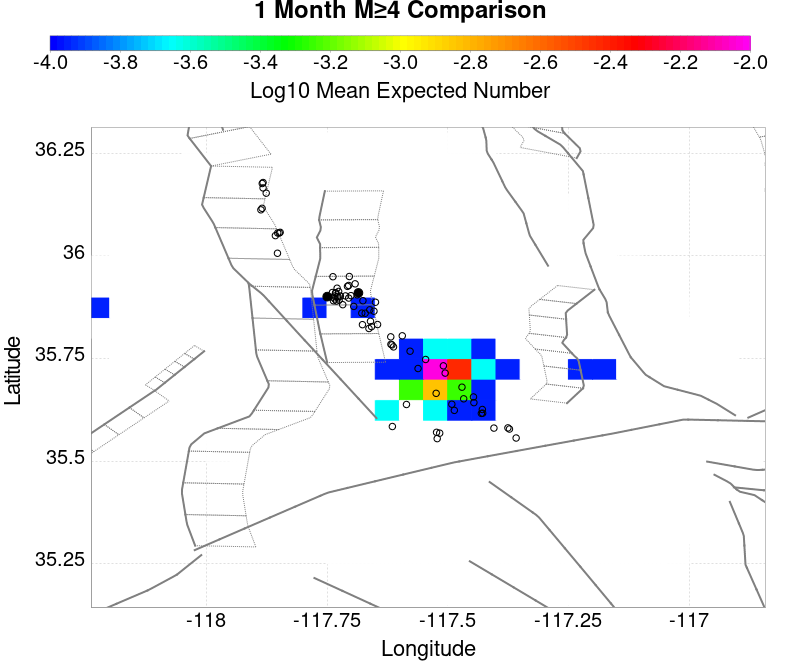 1 Month M≥4 Comparison
-4.0 -3.8 -3.6 -3.4 -3.2 -3.0 -2.8 -2.6 -2.4 -2.2 -2.0
Log10 Mean Expected Number
36.25
36
35.75
35.5
35.25
Latitude
-118 -117.75 -117.5 -117.25 -117
Longitude